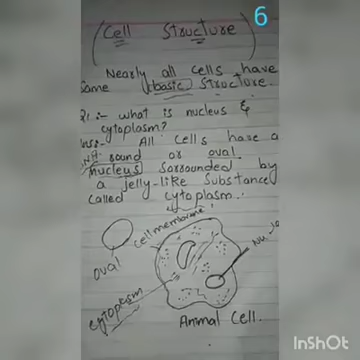 6
(Cell Structure)
Nearly all cells have
Same (basic) Structure.
Q1:- what is nucleus &
cytoplasm?
Ans:- All Cells have a
round or oval
nucleus Sorrounded by
a jelly-like Substance
called cytoplasm.
Cell membrane
oval
cytoplasm
Animal Cell.
InShOt